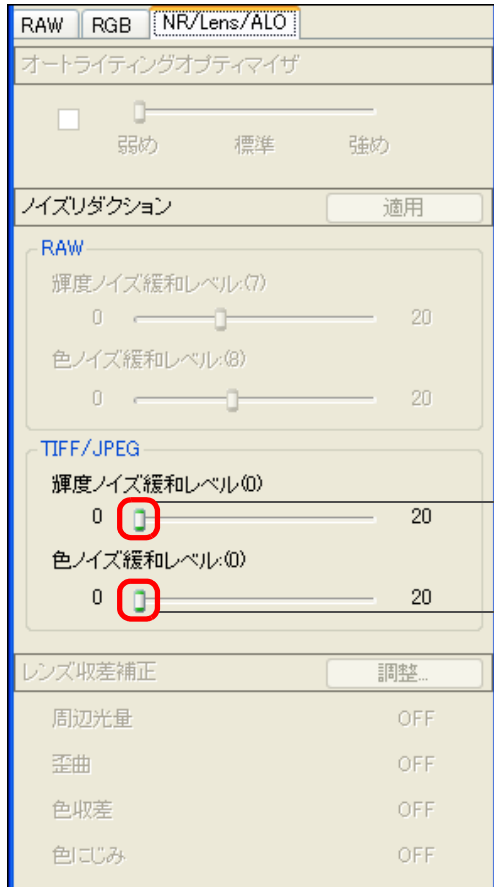 RAW RGB NR/Lens/ALO
オートライティングオプティマイザ
弱め 標準 強め
ノイズリダクション 適用
RAW
輝度ノイズ緩和レベル:(7)
0 20
色ノイズ緩和レベル:(8)
0 20
TIFF/JPEG
輝度ノイズ緩和レベル(0)
0 20
色ノイズ緩和レベル:(0)
0 20
レンズ収差補正 調整...
周辺光量 OFF
歪曲 OFF
色収差 OFF
色にじみ OFF